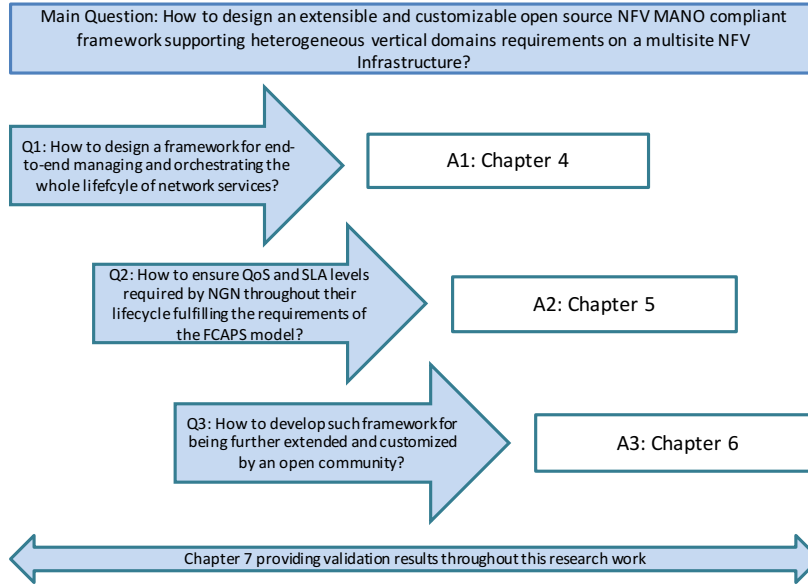 Main Question: How to design an extensible and customizable open source NFV MANO compliant
framework supporting heterogeneous vertical domains requirements on a multisite NFV
Infrastructure?
Q1: How to design a framework for end-
to-end managing and orchestrating the
whole lifefcyle of network services?
A1: Chapter 4
Q2: How to ensure QoS and SLA levels
required by NGN throughout their
lifecycle fulfilling the requirements of
the FCAPS model?
A2: Chapter 5
Q3: How to develop such framework for
being further extended and customized
by an open community?
A3: Chapter 6
Chapter 7 providing validation results throughout this research work